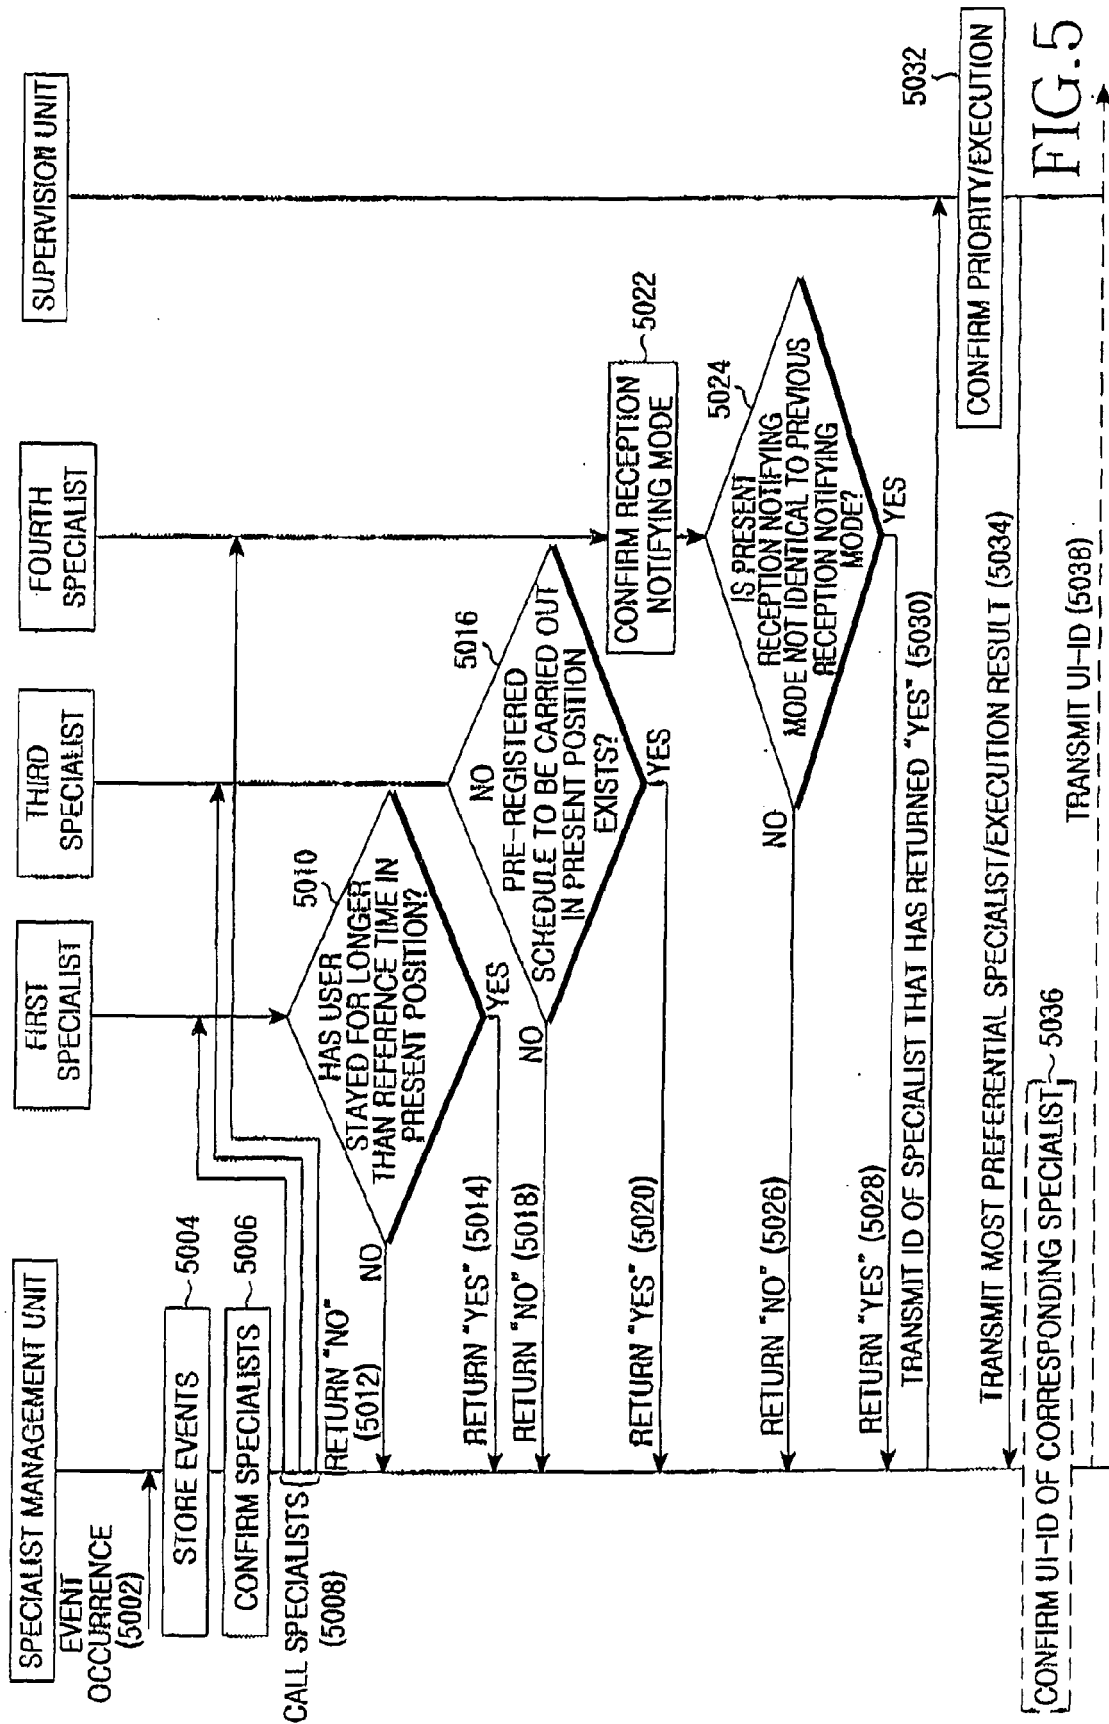 SPECIALIST MANAGEMENT UNIT
FIRST
SPECIALIST
THIRD
SPECIALIST
FOURTH
SPECIALIST
SUPERVISION UNIT
EVENT
OCCURRENCE
(5002)
STORE EVENTS
5004
CONFIRM SPECIALISTS
5006
CALL SPECIALISTS
(5008)
5010
HAS USER
STAYED FOR LONGER
THAN REFERENCE TIME IN
PRESENT POSITION?
NO
RETURN "NO"
(5012)
YES
RETURN "YES" (5014)
5016
NO
PRE-REGISTERED
SCHEDULE TO BE CARRIED OUT
IN PRESENT POSITION
EXISTS?
NO
RETURN "NO" (5018)
YES
RETURN "YES" (5020)
CONFIRM RECEPTION
NOTIFYING MODE
5022
5024
IS PRESENT
RECEPTION NOTIFYING
MODE NOT IDENTICAL TO PREVIOUS
RECEPTION NOTIFYING
MODE?
NO
RETURN "NO" (5026)
YES
RETURN "YES" (5028)
TRANSMIT ID OF SPECIALIST THAT HAS RETURNED "YES" (5030)
5032
CONFIRM PRIORITY/EXECUTION
TRANSMIT MOST PREFERENTIAL SPECIALIST/EXECUTION RESULT (5034)
CONFIRM UI-ID OF CORRESPONDING SPECIALIST
5036
TRANSMIT UI-ID (5038)
FIG.5